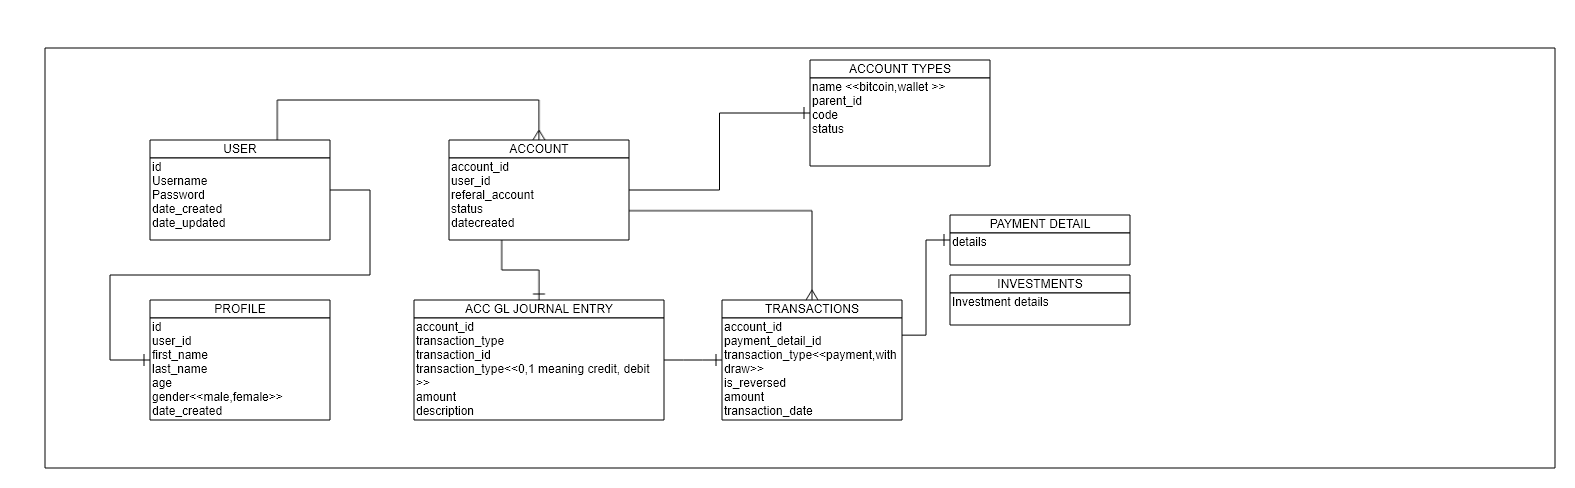 ACCOUNT TYPES
name <<bitcoin,wallet >>
parent_id
code
status
USER
id
Username
Password
date_created
date_updated
ACCOUNT
account_id
user_id
referal_account
status
datecreated
PAYMENT DETAIL
details
INVESTMENTS
Investment details
PROFILE
id
user_id
first_name
last_name
age
gender<<male,female>>
date_created
ACC GL JOURNAL ENTRY
account_id
transaction_type
transaction_id
transaction_type<<0,1 meaning credit, debit
>>
amount
description
TRANSACTIONS
account_id
payment_detail_id
transaction_type<<payment,with
draw>>
is_reversed
amount
transaction_date